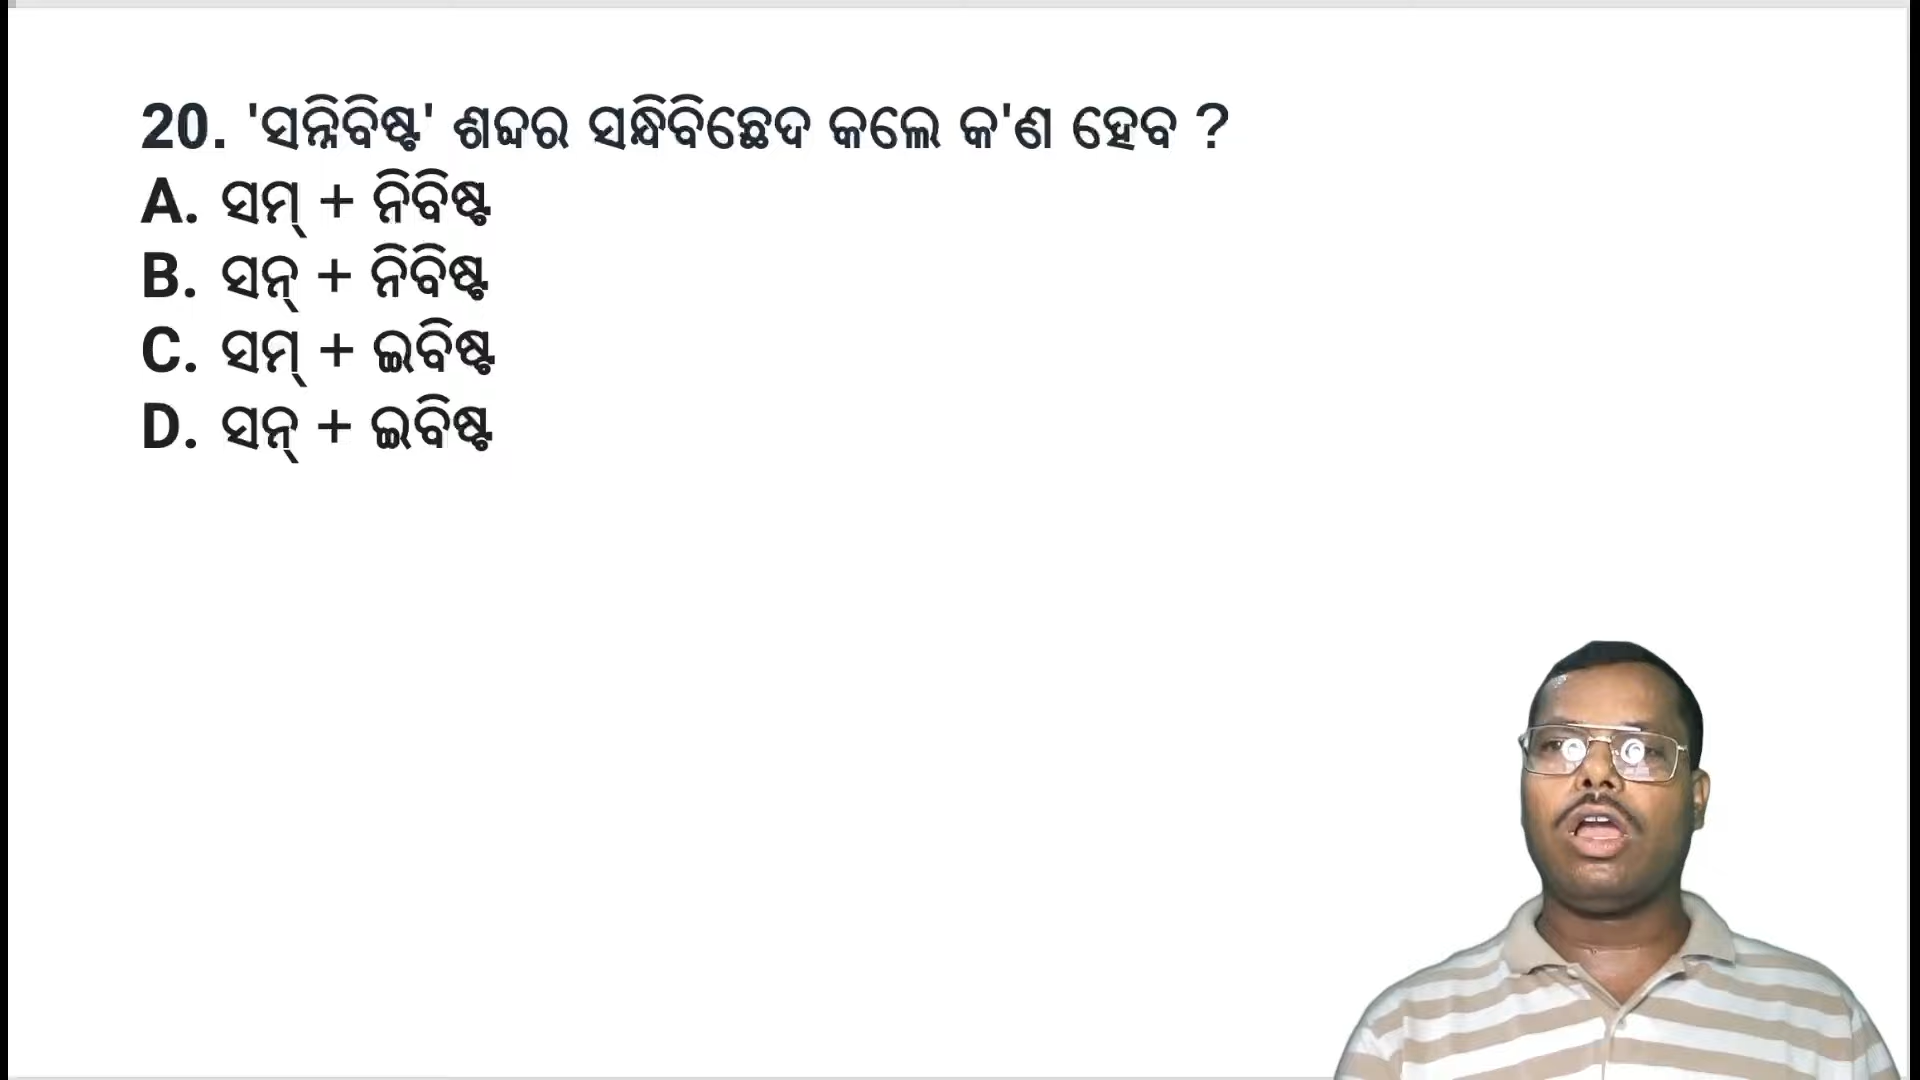 20. 'ସନ୍ନିବିଷ୍ଟ' ଶବ୍ଦର ସନ୍ଧିବିଛେଦ କଲେ କ'ଣ ହେବ ?
A. ସମ୍ + ନିବିଷ୍ଟ
B. ସନ୍ + ନିବିଷ୍ଟ
C. ସମ୍ + ଇବିଷ୍ଟ
D. ସନ୍ + ଇବିଷ୍ଟ